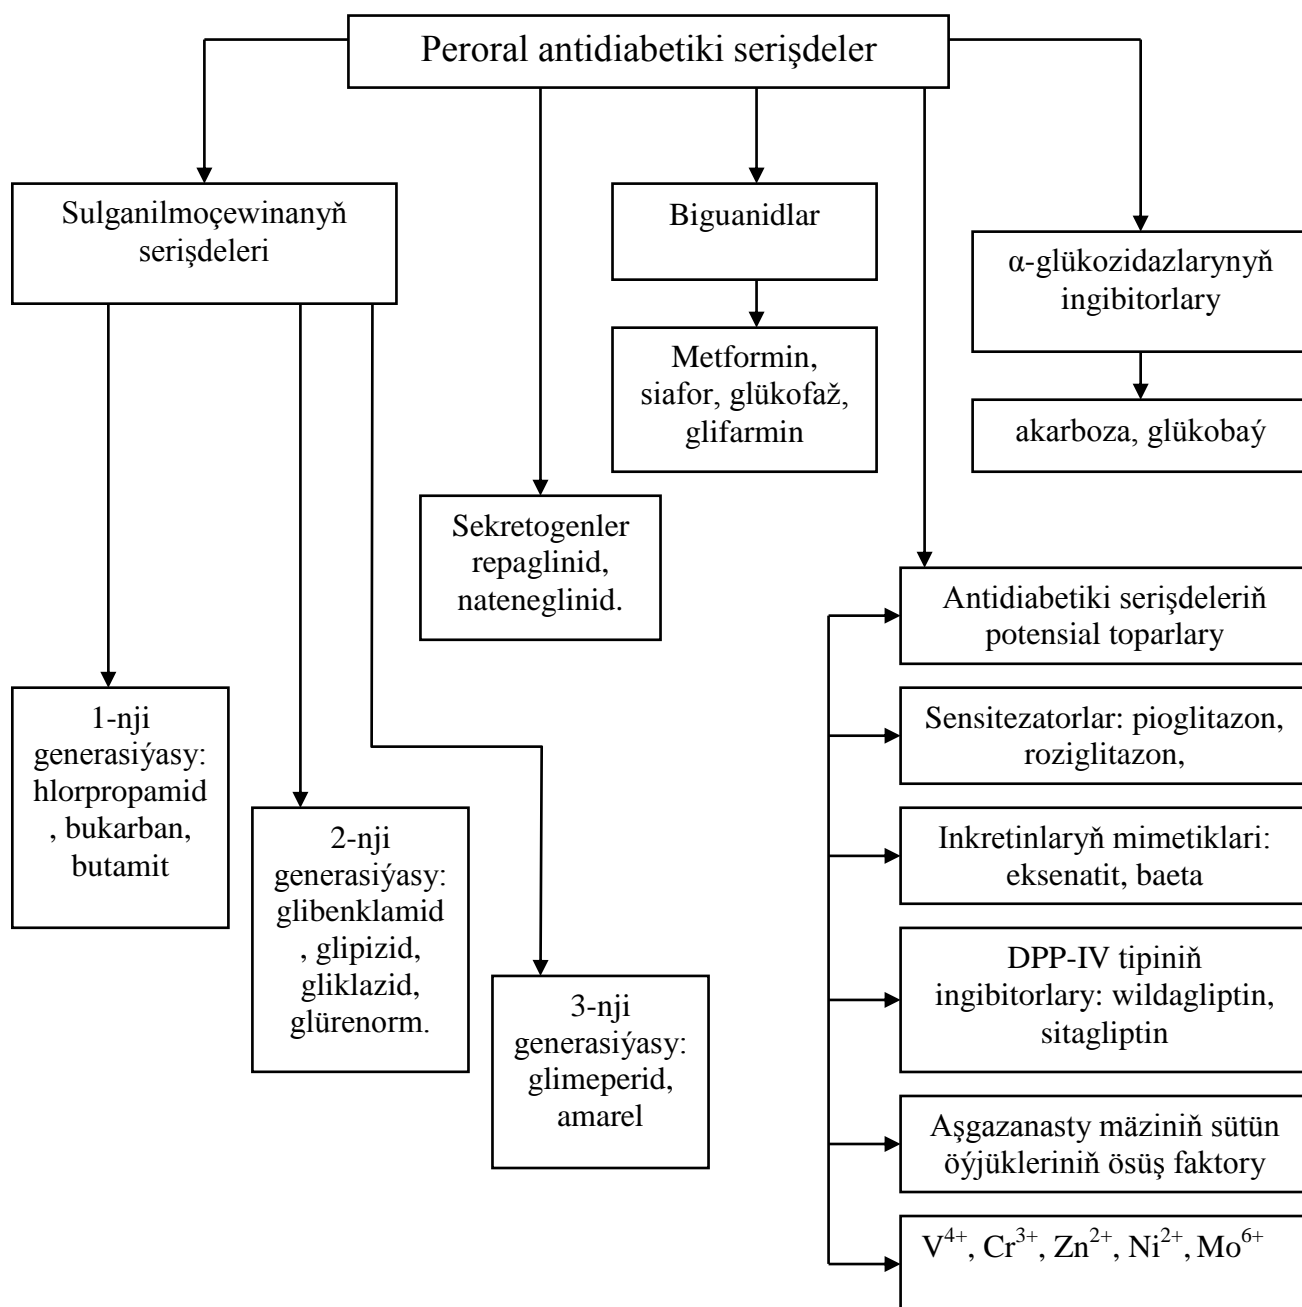 Peroral antidiabetiki serişdeler
Sulganilmoçewinanyň
serişdeleri
Biguanidlar
α-glükozidazlarynyň
ingibitorlary
Metformin,
siafor, glükofaž,
glifarmin
akarboza, glükobaý
Sekretogenler
repaglinid,
nateneglinid.
Antidiabetiki serişdeleriň
potensial toparlary
1-nji
generasiýasy:
hlorpropamid
, bukarban,
butamit
2-nji
generasiýasy:
glibenklamid
, glipizid,
gliklazid,
glürenorm.
3-nji
generasiýasy:
glimeperid,
amarel
Sensitezatorlar: pioglitazon,
roziglitazon,
Inkretinlaryň mimetiklari:
eksenatit, baeta
DPP-IV tipiniň
ingibitorlary: wildagliptin,
sitagliptin
Aşgazanasty mäziniň sütün
öýjükleriniň ösüş faktory
V⁴⁺, Cr³⁺, Zn²⁺, Ni²⁺, Mo⁶⁺